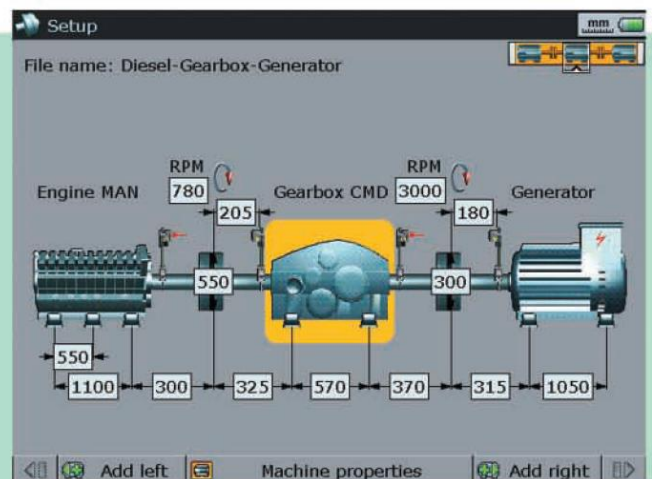 Setup
mm
File name: Diesel-Gearbox-Generator
RPM RPM
Engine MAN 780 Gearbox CMD 3000 Generator
205 180
550 300
550
1100 300 325 570 370 315 1050
Add left Machine properties Add right